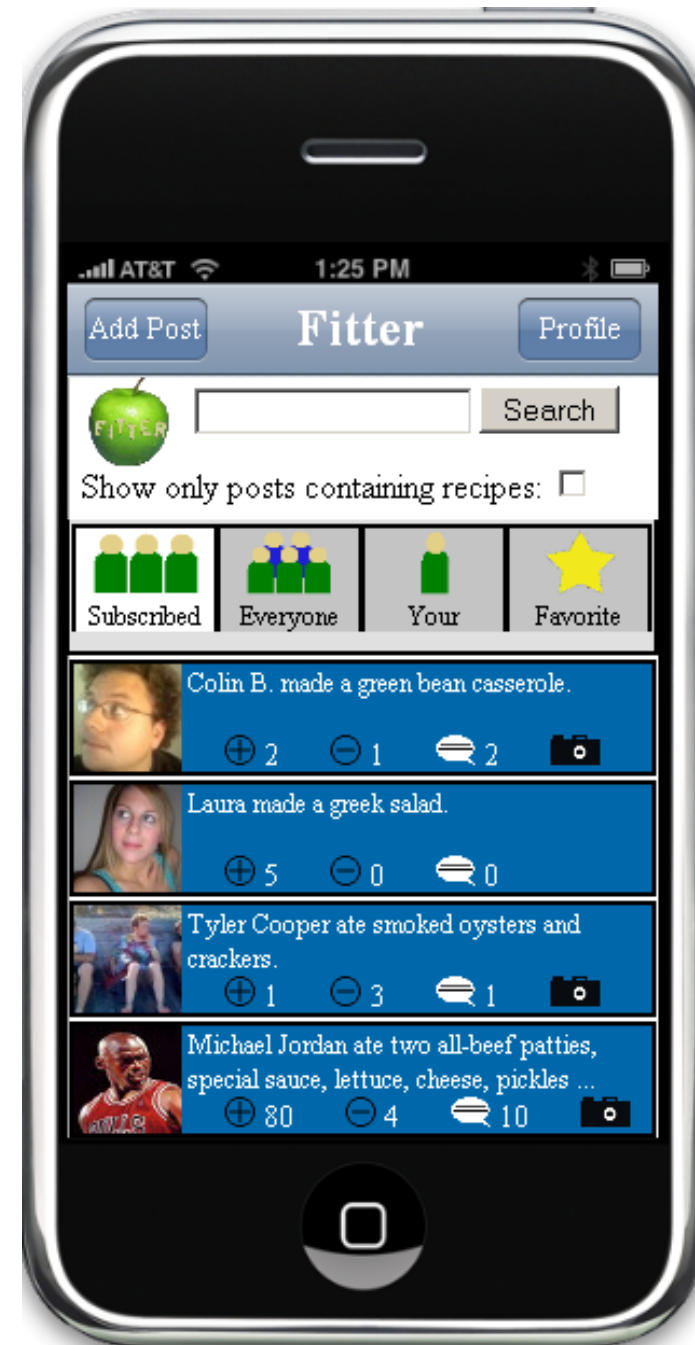 AT&T 1:25 PM
Add Post Fitter Profile
FITTER Search
Show only posts containing recipes:
Subscribed Everyone Your Favorite
Colin B. made a green bean casserole.
2 1 2
Laura made a greek salad.
5 0 0
Tyler Cooper ate smoked oysters and
crackers.
1 3 1
Michael Jordan ate two all-beef patties,
special sauce, lettuce, cheese, pickles ...
80 4 10
BULLS